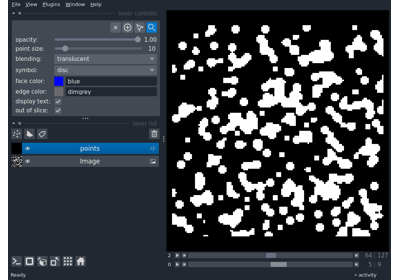 File View Plugins Window Help
layer controls
opacity: 1.00
point size: 10
blending: translucent
symbol: disc
face color: blue
edge color: dimgrey
display text:
out of slice:
layer list
points
Image
2 64 127
0 5 9
Ready activity